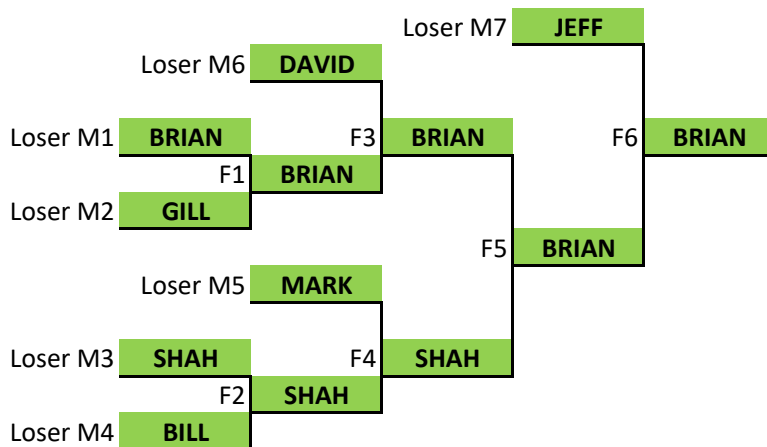 Loser M7 JEFF
Loser M6 DAVID
Loser M1 BRIAN F3 BRIAN F6 BRIAN
F1 BRIAN
Loser M2 GILL
F5 BRIAN
Loser M5 MARK
Loser M3 SHAH F4 SHAH
F2 SHAH
Loser M4 BILL